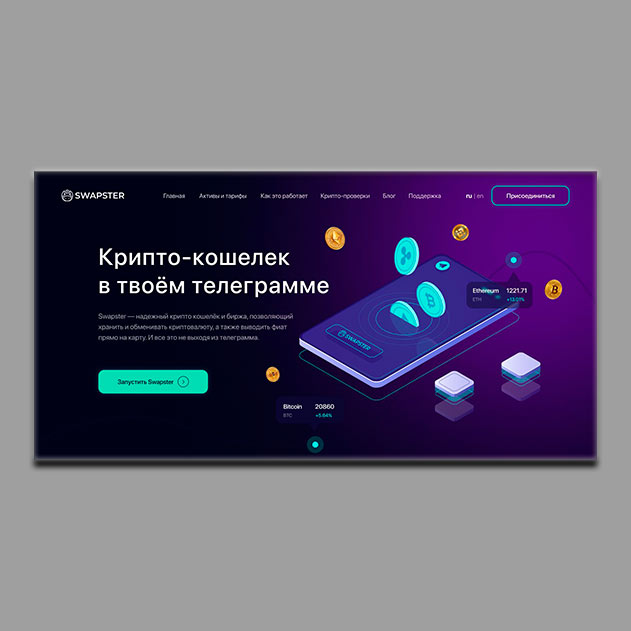 SWAPSTER
Главная
Активы и тарифы
Как это работает
Крипто-проверки
Блог
Поддержка
ru | en
Присоединиться
Крипто-кошелек
в твоём телеграмме
Swapster — надежный крипто кошелёк и биржа, позволяющий
хранить и обменивать криптовалюту, а также выводить фиат
прямо на карту. И все это не выходя из телеграмма.
Запустить Swapster
Ethereum 1221.71
ETH +13.01%
SWAPSTER
Bitcoin 20860
BTC +5.64%